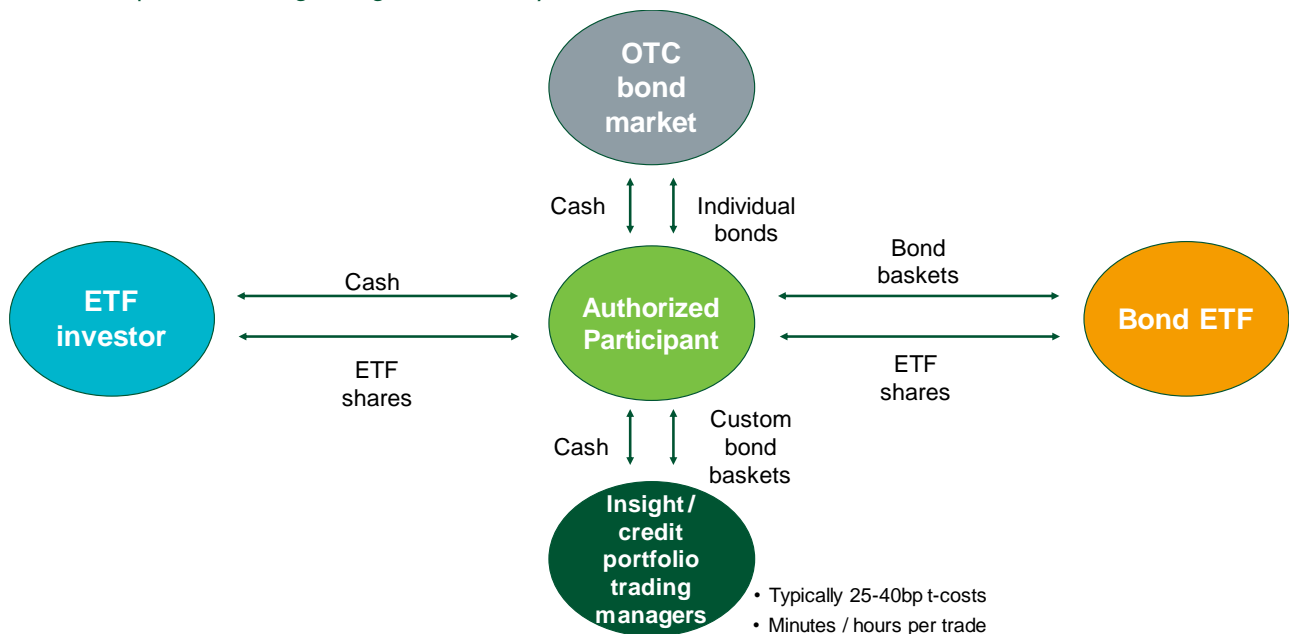 OTC
bond
market
Cash
Individual
bonds
ETF
investor
Cash
ETF
shares
Authorized
Participant
Bond
baskets
ETF
shares
Bond ETF
Cash
Custom
bond
baskets
Insight /
credit
portfolio
trading
managers
• Typically 25-40bp t-costs
• Minutes / hours per trade